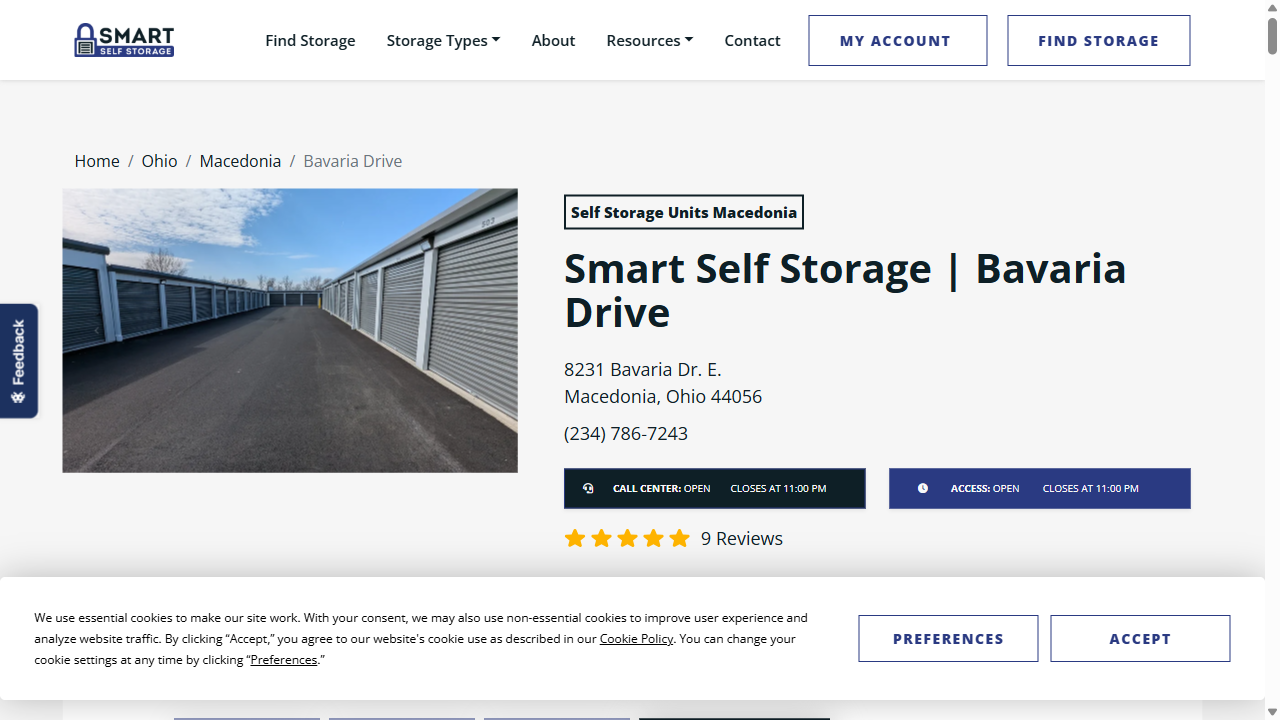 SMART
SELF STORAGE
Find Storage
Storage Types
About
Resources
Contact
MY ACCOUNT
FIND STORAGE
Home / Ohio / Macedonia / Bavaria Drive
503
Self Storage Units Macedonia
Smart Self Storage | Bavaria
Drive
8231 Bavaria Dr. E.
Macedonia, Ohio 44056
(234) 786-7243
CALL CENTER: OPEN CLOSES AT 11:00 PM
ACCESS: OPEN CLOSES AT 11:00 PM
9 Reviews
Feedback
We use essential cookies to make our site work. With your consent, we may also use non-essential cookies to improve user experience and
analyze website traffic. By clicking “Accept,” you agree to our website's cookie use as described in our Cookie Policy. You can change your
cookie settings at any time by clicking “Preferences.”
PREFERENCES
ACCEPT